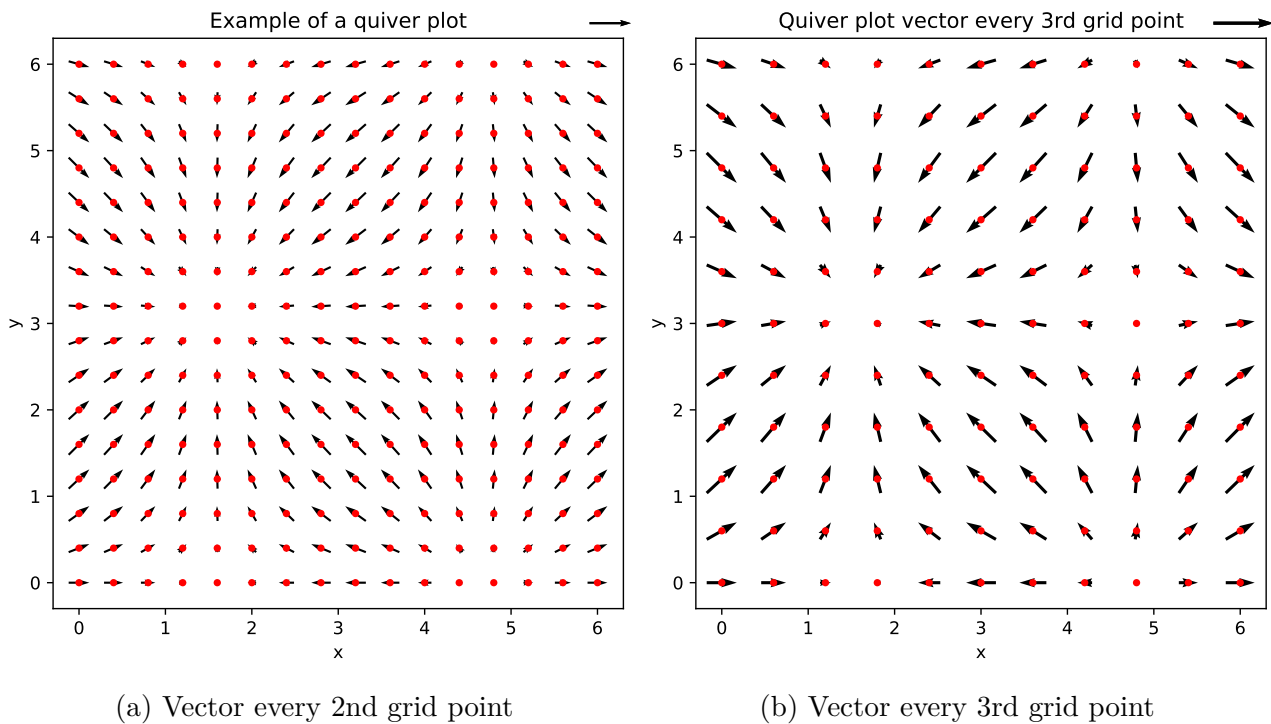 Example of a quiver plot
6
5
4
3
2
1
0
y
0 1 2 3 4 5 6
x
Quiver plot vector every 3rd grid point
6
5
4
3
2
1
0
y
0 1 2 3 4 5 6
x
(a) Vector every 2nd grid point
(b) Vector every 3rd grid point